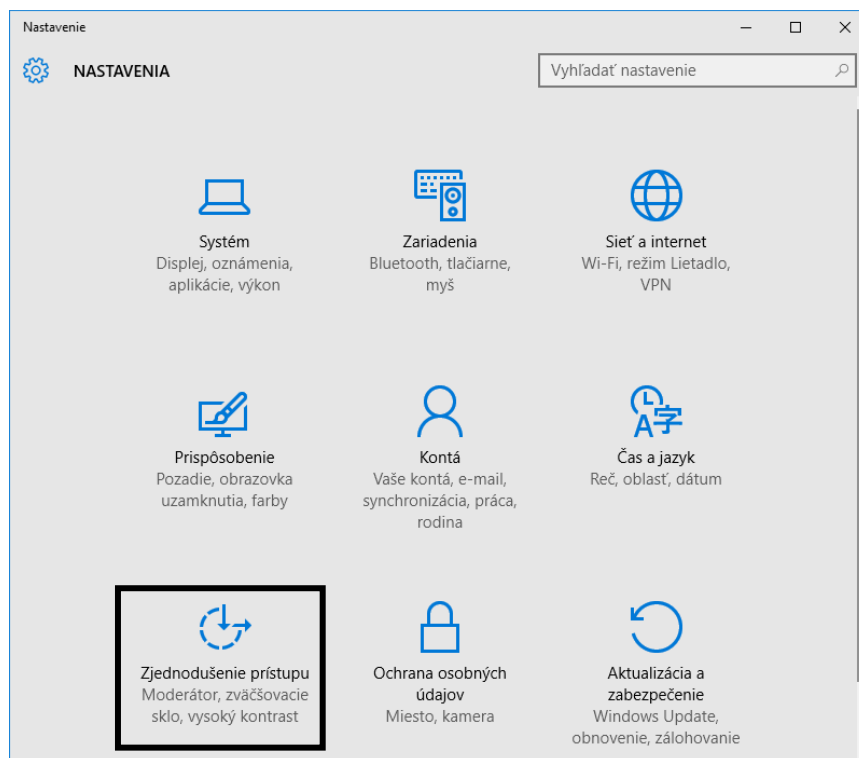 Nastavenie
NASTAVENIA
Vyhľadať nastavenie
Systém
Displej, oznámenia,
aplikácie, výkon
Zariadenia
Bluetooth, tlačiarne,
myš
Sieť a internet
Wi-Fi, režim Lietadlo,
VPN
Prispôsobenie
Pozadie, obrazovka
uzamknutia, farby
Kontá
Vaše kontá, e-mail,
synchronizácia, práca,
rodina
Čas a jazyk
Reč, oblasť, dátum
Zjednodušenie prístupu
Moderátor, zväčšovacie
sklo, vysoký kontrast
Ochrana osobných
údajov
Miesto, kamera
Aktualizácia a
zabezpečenie
Windows Update,
obnovenie, zálohovanie